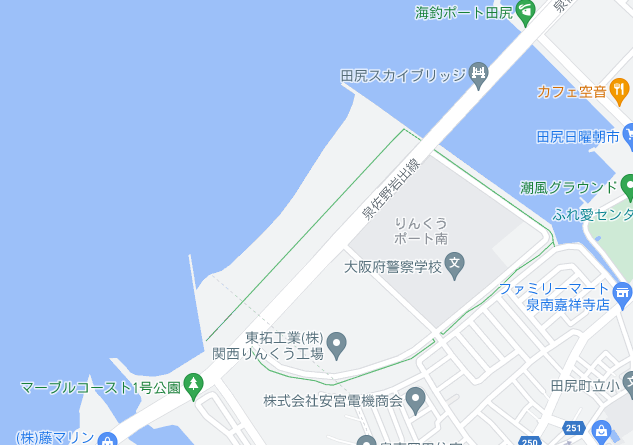 海釣ポート田尻
田尻スカイブリッジ
カフェ空音
田尻日曜朝市
泉佐野岩出線
潮風グラウンド
りんくう
ポート南
ふれ愛センタ
大阪府警察学校
ファミリーマート
泉南嘉祥寺店
東拓工業(株)
関西りんくう工場
マーブルコースト1号公園
田尻町立小
株式会社安宮電機商会
251
250
(株)藤マリン